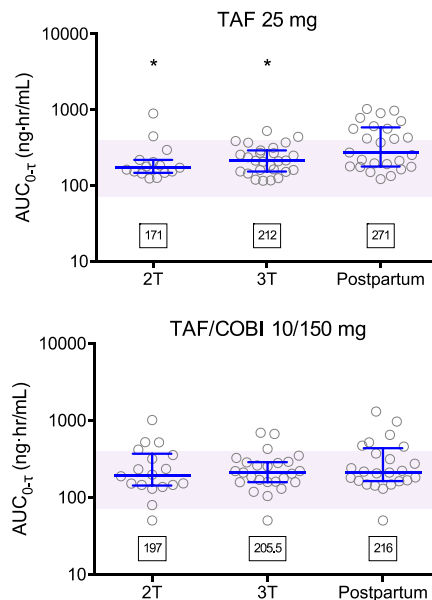 TAF 25 mg
10000
* *
1000
AUC0-τ (ng·hr/mL)
100
171 212 271
10
2T 3T Postpartum
TAF/COBI 10/150 mg
10000
1000
AUC0-τ (ng·hr/mL)
100
197 205.5 216
10
2T 3T Postpartum